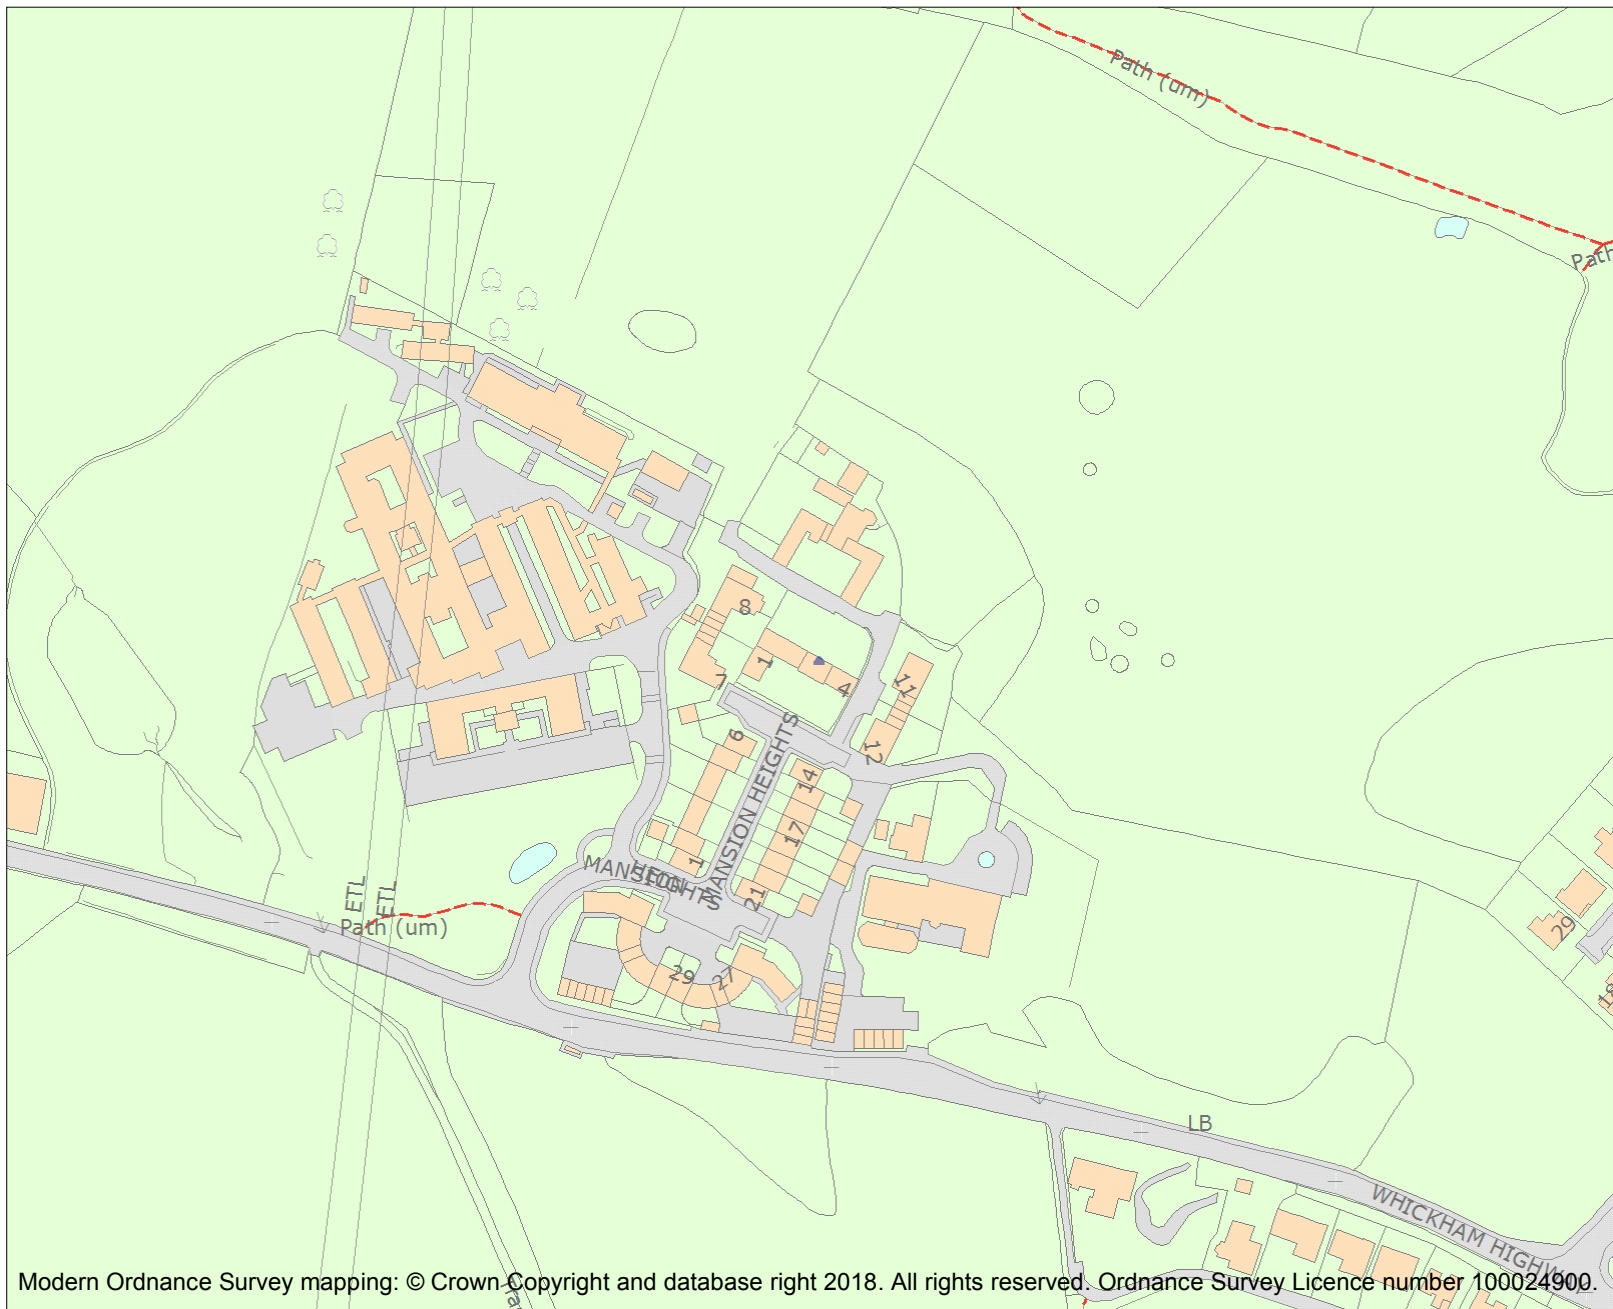 Path (um)
Path
8
1
7
4
11
6
12
14
MANSION HEIGHTS
17
1
MANSION
HEIGHTS
21
ETL
ETL
Path (um)
29
29
27
18
LB
WHICKHAM HIGHWAY
Modern Ordnance Survey mapping: © Crown Copyright and database right 2018. All rights reserved. Ordnance Survey Licence number 100024900.